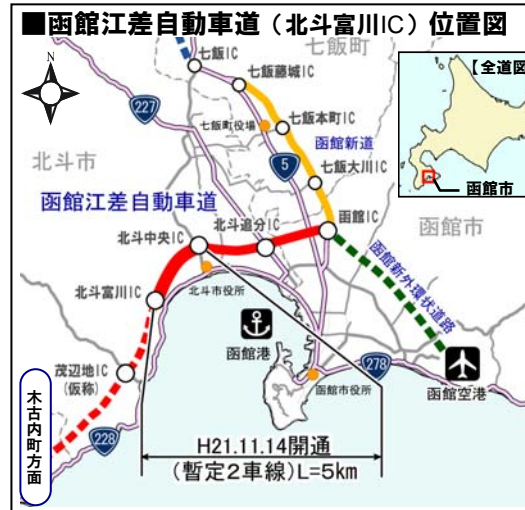 ■函館江差自動車道（北斗富川IC）位置図
【全道図
函館市
N
七飯IC
七飯町
七飯藤城IC
227
七飯町役場
七飯本町IC
函館新道
5
北斗市
七飯大川IC
函館江差自動車道
北斗追分IC
函館IC
函館市
北斗中央IC
函館新外環状道路
北斗富川IC
北斗市役所
函館港
278
函館空港
茂辺地IC
(仮称)
函館市役所
木古内町方面
228
H21.11.14開通
(暫定2車線)L=5km